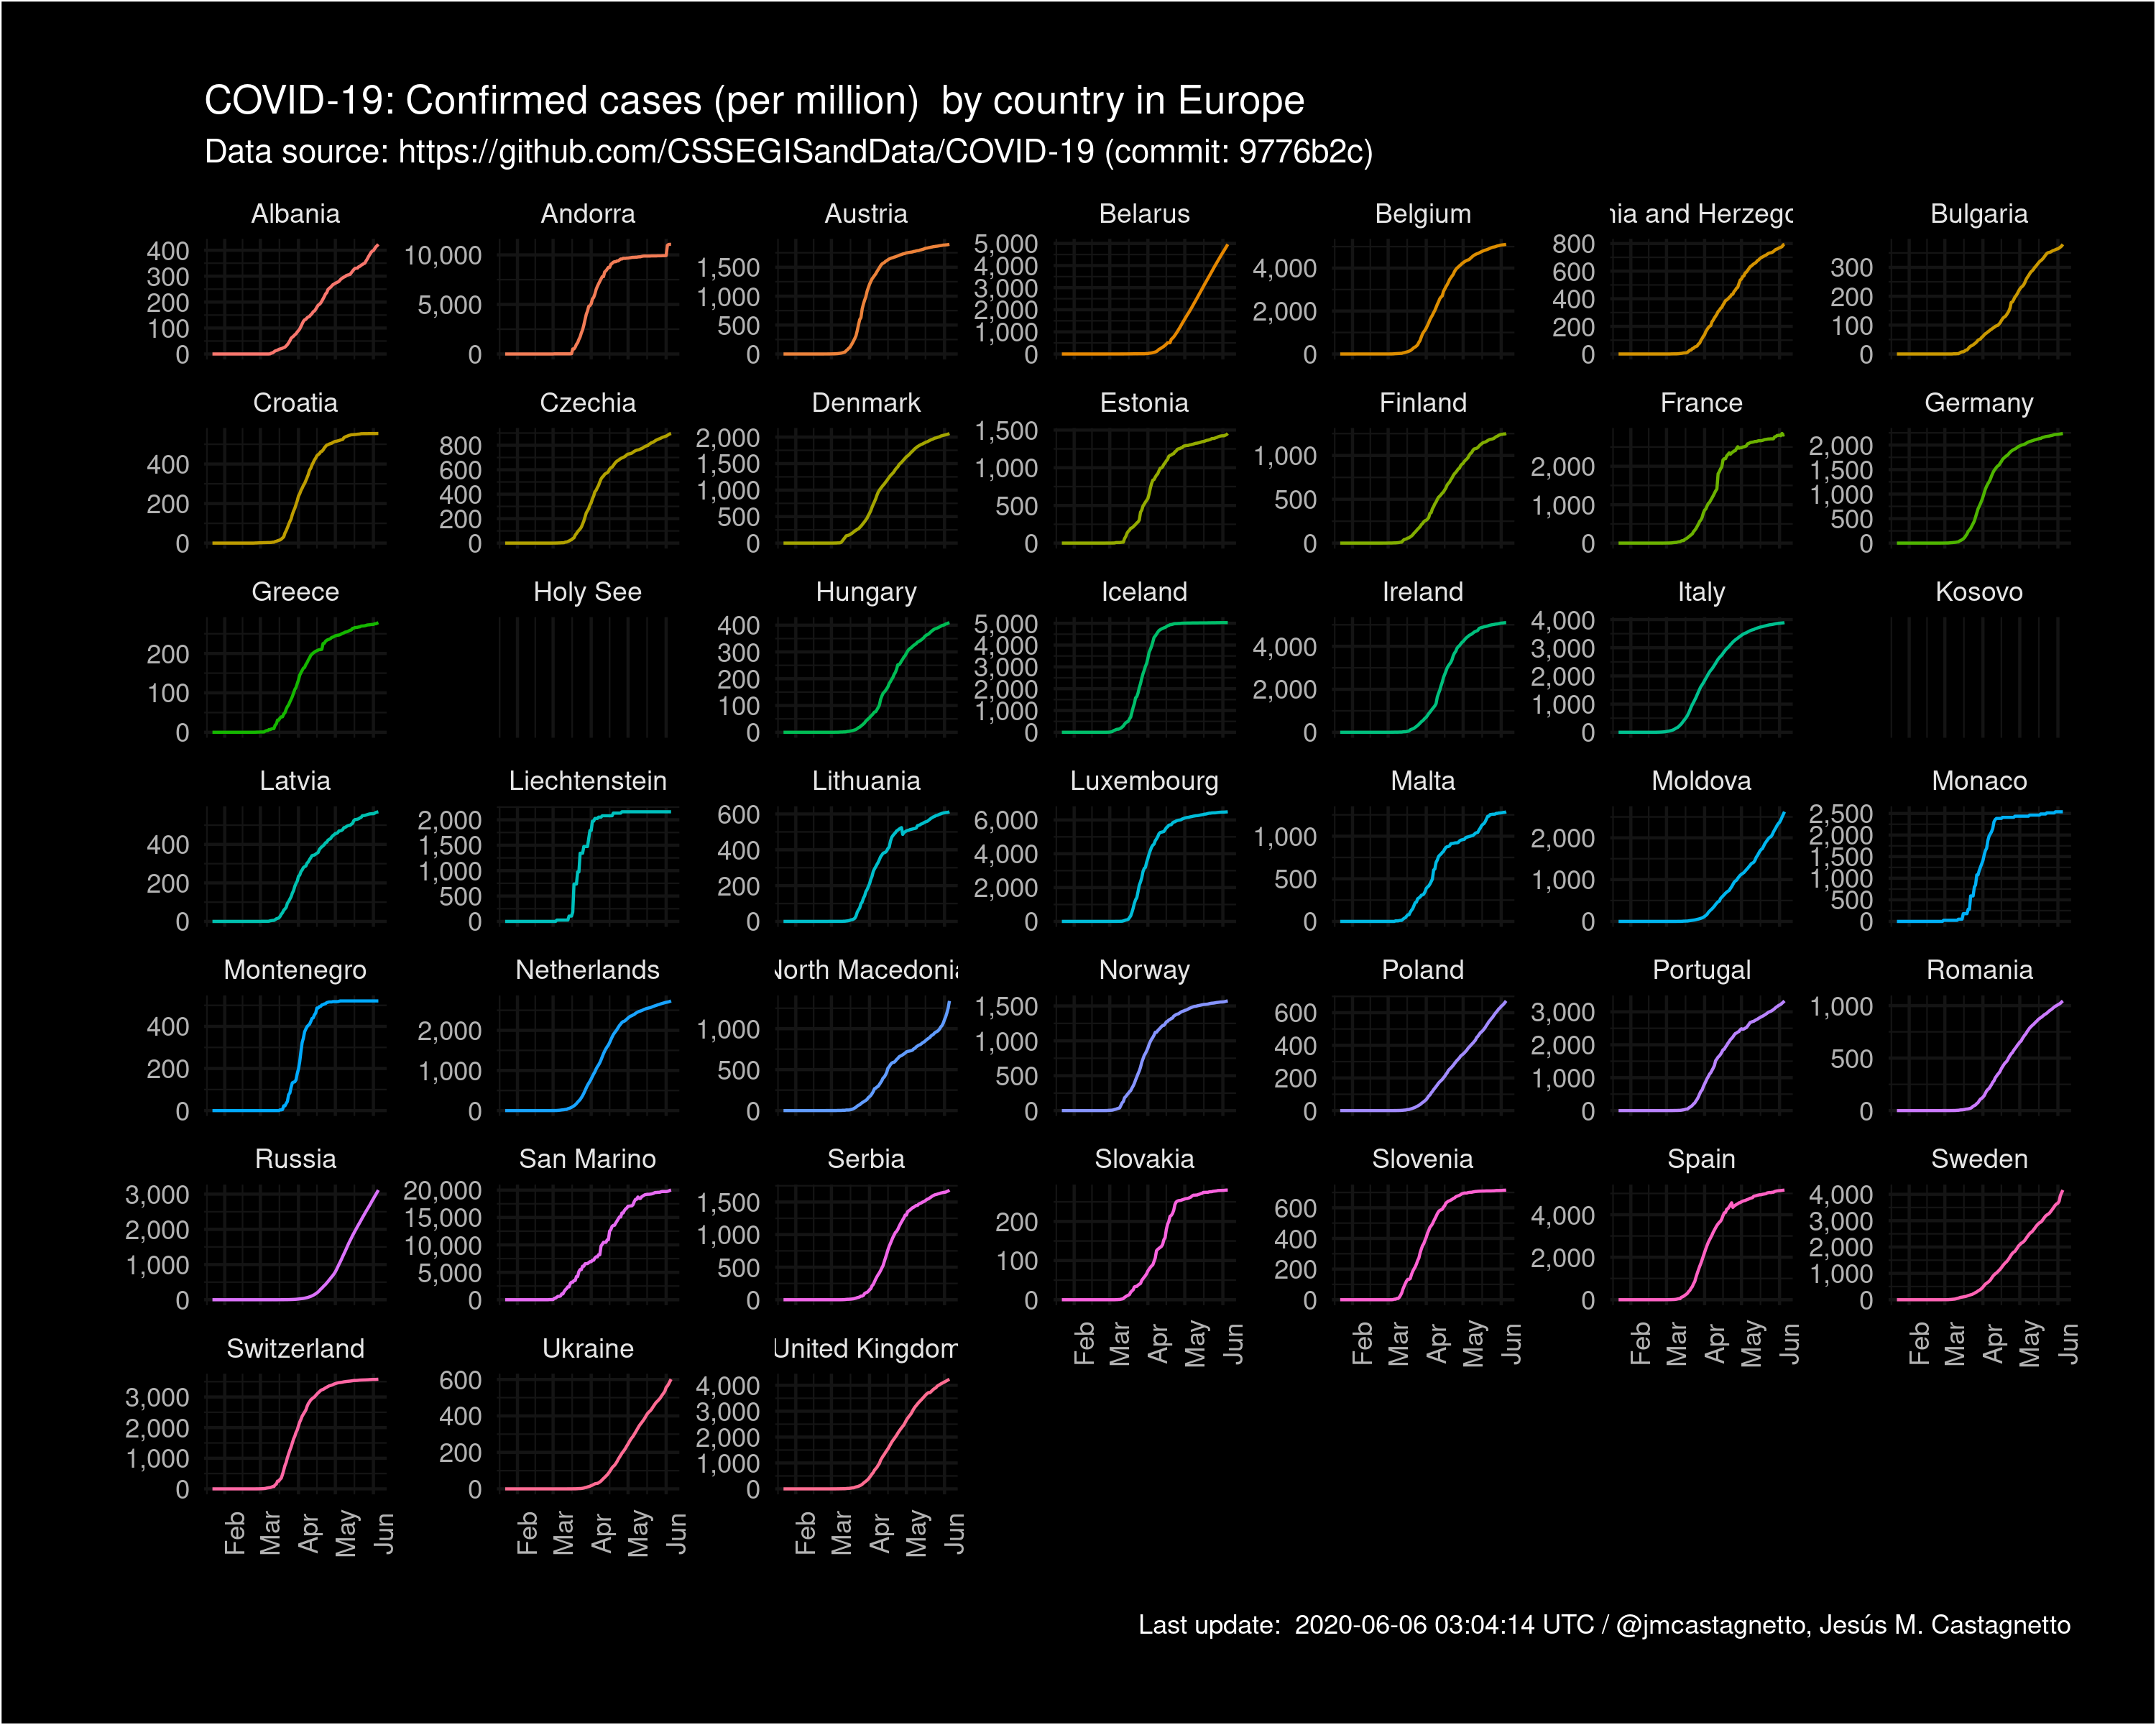 COVID-19: Confirmed cases (per million)  by country in Europe
Data source: https://github.com/CSSEGISandData/COVID-19 (commit: 9776b2c)
Albania Andorra Austria Belarus Belgium nia and Herzego Bulgaria
400 300 200 100 0
10,000 5,000 0
1,500 1,000 500 0
5,000 4,000 3,000 2,000 1,000 0
4,000 2,000 0
800 600 400 200 0
300 200 100 0
Croatia Czechia Denmark Estonia Finland France Germany
400 200 0
800 600 400 200 0
2,000 1,500 1,000 500 0
1,500 1,000 500 0
1,000 500 0
2,000 1,000 0
2,000 1,500 1,000 500 0
Greece Holy See Hungary Iceland Ireland Italy Kosovo
200 100 0
400 300 200 100 0
5,000 4,000 3,000 2,000 1,000 0
4,000 2,000 0
4,000 3,000 2,000 1,000 0
Latvia Liechtenstein Lithuania Luxembourg Malta Moldova Monaco
400 200 0
2,000 1,500 1,000 500 0
600 400 200 0
6,000 4,000 2,000 0
1,000 500 0
2,000 1,000 0
2,500 2,000 1,500 1,000 500 0
Montenegro Netherlands North Macedonia Norway Poland Portugal Romania
400 200 0
2,000 1,000 0
1,000 500 0
1,500 1,000 500 0
600 400 200 0
3,000 2,000 1,000 0
1,000 500 0
Russia San Marino Serbia Slovakia Slovenia Spain Sweden
3,000 2,000 1,000 0
20,000 15,000 10,000 5,000 0
1,500 1,000 500 0
200 100 0
600 400 200 0
4,000 2,000 0
4,000 3,000 2,000 1,000 0
Feb Mar Apr May Jun
Feb Mar Apr May Jun
Feb Mar Apr May Jun
Feb Mar Apr May Jun
Switzerland Ukraine United Kingdom
3,000 2,000 1,000 0
600 400 200 0
4,000 3,000 2,000 1,000 0
Feb Mar Apr May Jun
Feb Mar Apr May Jun
Feb Mar Apr May Jun
Last update:  2020-06-06 03:04:14 UTC / @jmcastagnetto, Jesús M. Castagnetto